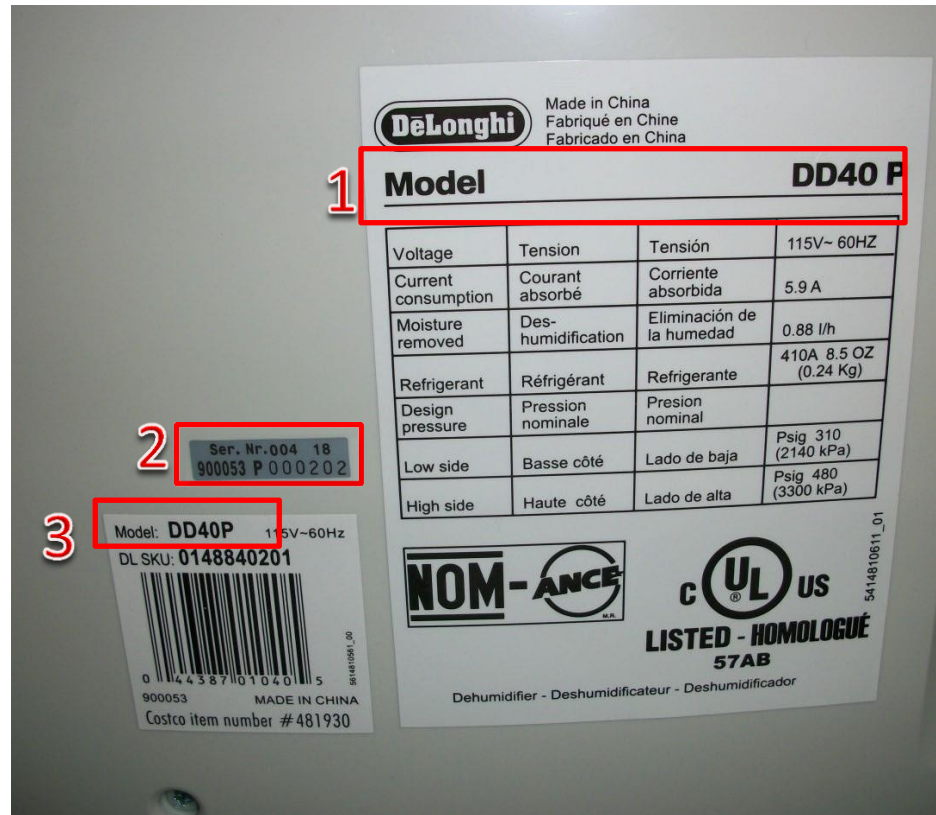 DeLonghi
Made in China
Fabriqué en Chine
Fabricado en China
1
Model DD40 P
Voltage Tension Tensión 115V~ 60HZ
Current consumption Courant absorbé Corriente absorbida 5.9 A
Moisture removed Des-humidification Eliminación de la humedad 0.88 l/h
Refrigerant Réfrigérant Refrigerante 410A 8.5 OZ (0.24 Kg)
Design pressure Pression nominale Presion nominal
Low side Basse côté Lado de baja Psig 310 (2140 kPa)
High side Haute côté Lado de alta Psig 480 (3300 kPa)
2
Ser. Nr.004 18
900053 P 000202
3
Model: DD40P 115V~60Hz
DL SKU: 0148840201
0 44387 01040 5
5614810561_00
900053 MADE IN CHINA
Costco item number #481930
NOM-ANCE
M.R.
C UL ® US
LISTED - HOMOLOGUÉ
57AB
5414810611_01
Dehumidifier - Deshumidificateur - Deshumidificador